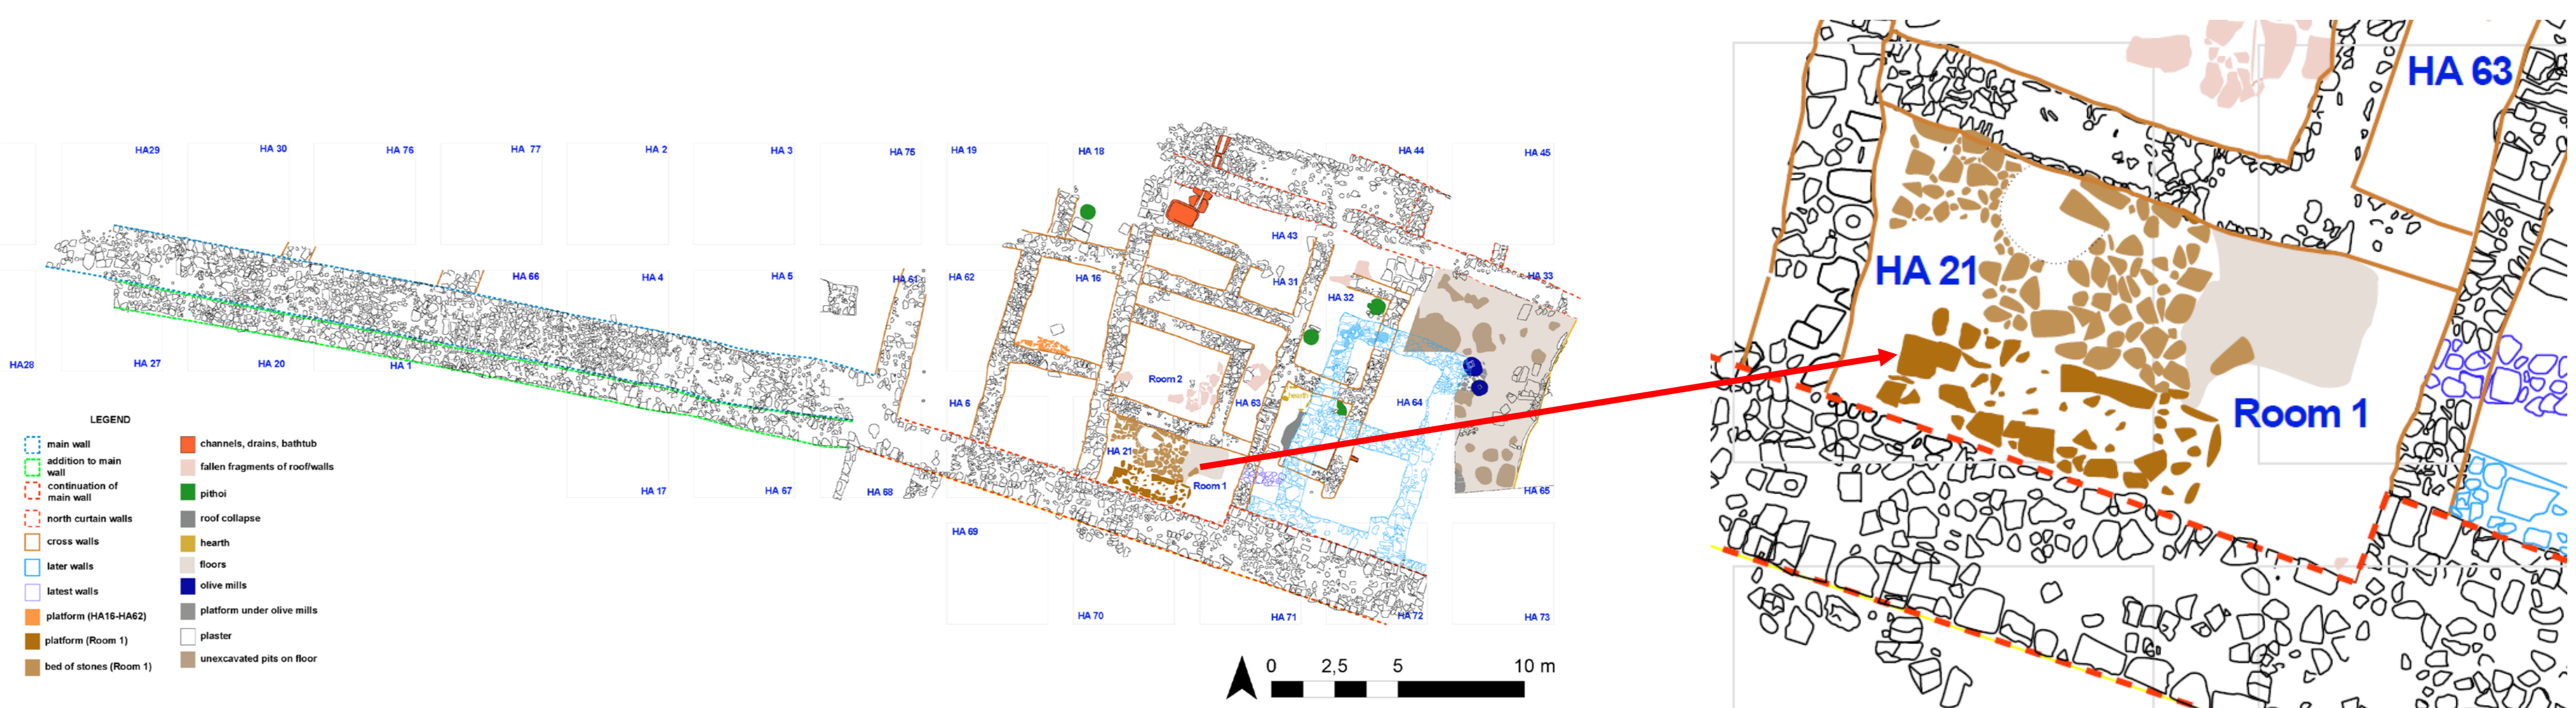 HA29
HA 30
HA 76
HA 77
HA 2
HA 3
HA 75
HA 19
HA 18
HA 44
HA 45
HA 43
HA 66
HA 4
HA 5
HA 61
HA 62
HA 16
HA 31
HA 32
HA 33
HA28
HA 27
HA 20
HA 1
HA 6
Room 2
HA 63
hearth
HA 64
HA 21
Room 1
HA 17
HA 67
HA 68
HA 65
HA 69
HA 70
HA 71
HA 72
HA 73
LEGEND
main wall
addition to main
wall
continuation of
main wall
north curtain walls
cross walls
later walls
latest walls
platform (HA16-HA62)
platform (Room 1)
bed of stones (Room 1)
channels, drains, bathtub
fallen fragments of roof/walls
pithoi
roof collapse
hearth
floors
olive mills
platform under olive mills
plaster
unexcavated pits on floor
0 2,5 5 10 m
HA 63
HA 21
Room 1